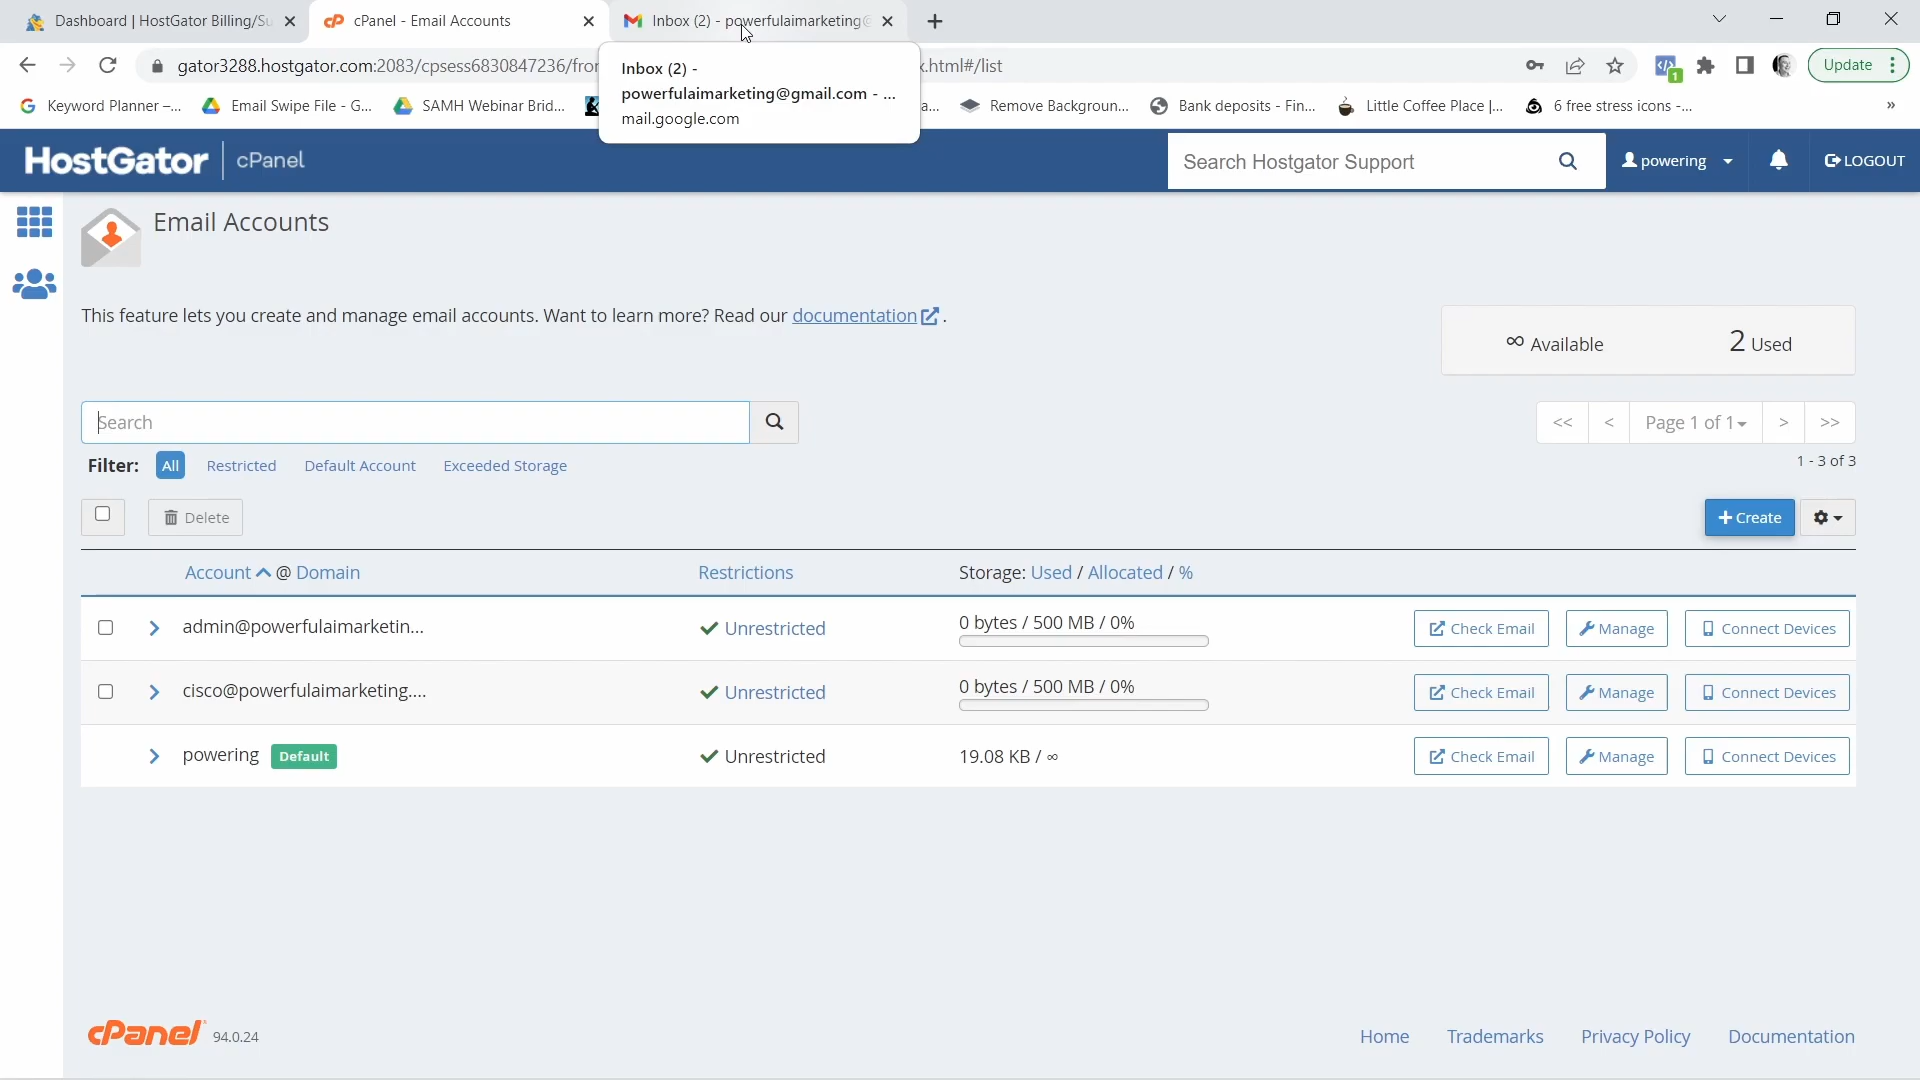 Dashboard | HostGator Billing/Su
cPanel - Email Accounts
Inbox (2) - powerfulaimarketing@
gator3288.hostgator.com:2083/cpsess6830847236/fro
x.html#/list
Update
Inbox (2) -
powerfulaimarketing@gmail.com - ...
mail.google.com
Keyword Planner –...
Email Swipe File - G...
SAMH Webinar Brid...
a...
Remove Backgroun...
Bank deposits - Fin...
Little Coffee Place |...
6 free stress icons -...
»
HostGator
cPanel
Search Hostgator Support
powering
LOGOUT
Email Accounts
This feature lets you create and manage email accounts. Want to learn more? Read our documentation .
∞ Available
2 Used
Search
<< < Page 1 of 1 > >>
Filter: All Restricted Default Account Exceeded Storage
1 - 3 of 3
Delete
+ Create
Account @ Domain
Restrictions
Storage: Used / Allocated / %
admin@powerfulaimarketin...
Unrestricted
0 bytes / 500 MB / 0%
Check Email
Manage
Connect Devices
cisco@powerfulaimarketing....
Unrestricted
0 bytes / 500 MB / 0%
Check Email
Manage
Connect Devices
powering Default
Unrestricted
19.08 KB / ∞
Check Email
Manage
Connect Devices
cPanel 94.0.24
Home
Trademarks
Privacy Policy
Documentation